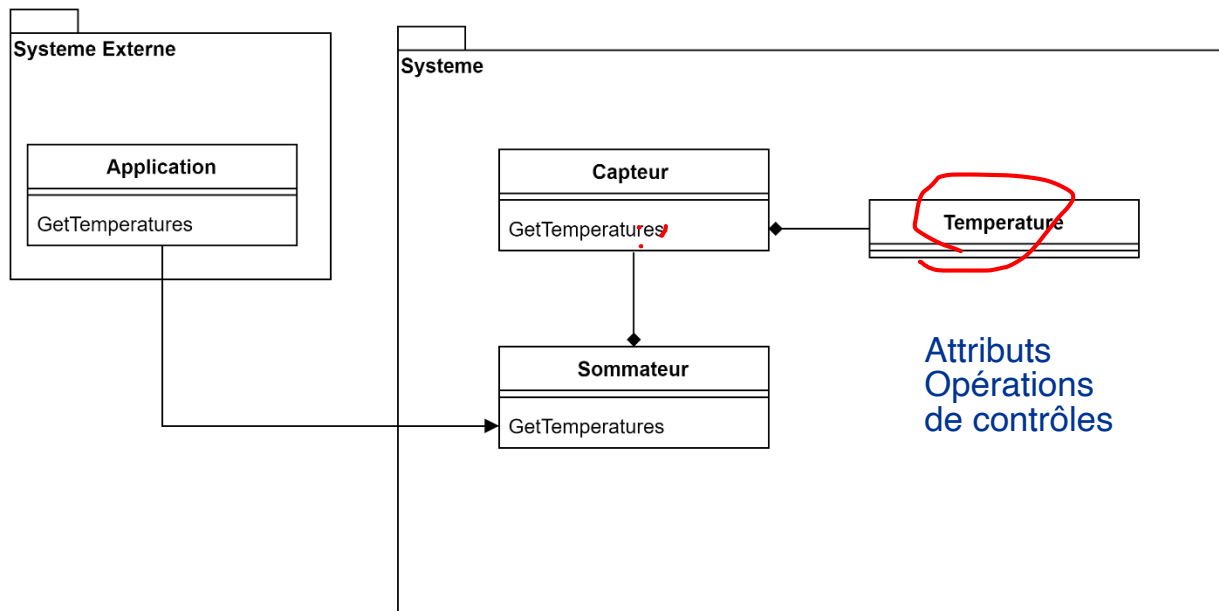 Systeme Externe
Application
GetTemperatures
Systeme
Capteur
GetTemperatures
Temperature
Sommateur
GetTemperatures
Attributs
Opérations
de contrôles